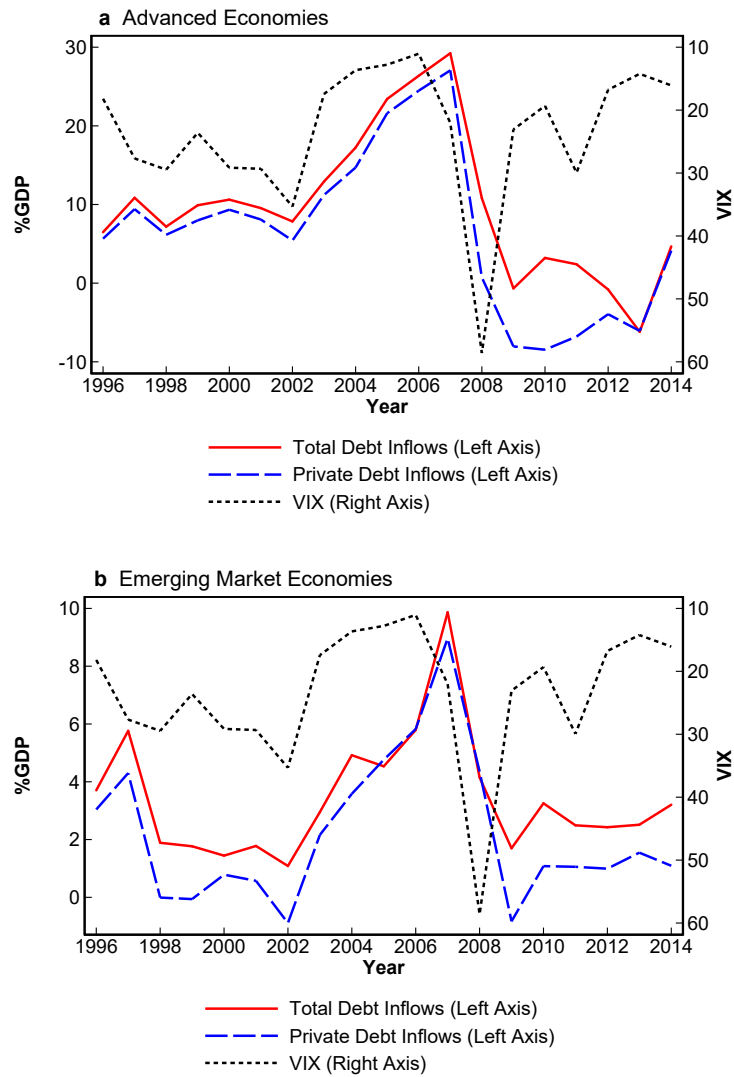 a Advanced Economies
30
20
10
0
-10
%GDP
10
20
30
40
50
60
VIX
1996 1998 2000 2002 2004 2006 2008 2010 2012 2014
Year
Total Debt Inflows (Left Axis)
Private Debt Inflows (Left Axis)
VIX (Right Axis)
b Emerging Market Economies
10
8
6
4
2
0
%GDP
10
20
30
40
50
60
VIX
1996 1998 2000 2002 2004 2006 2008 2010 2012 2014
Year
Total Debt Inflows (Left Axis)
Private Debt Inflows (Left Axis)
VIX (Right Axis)